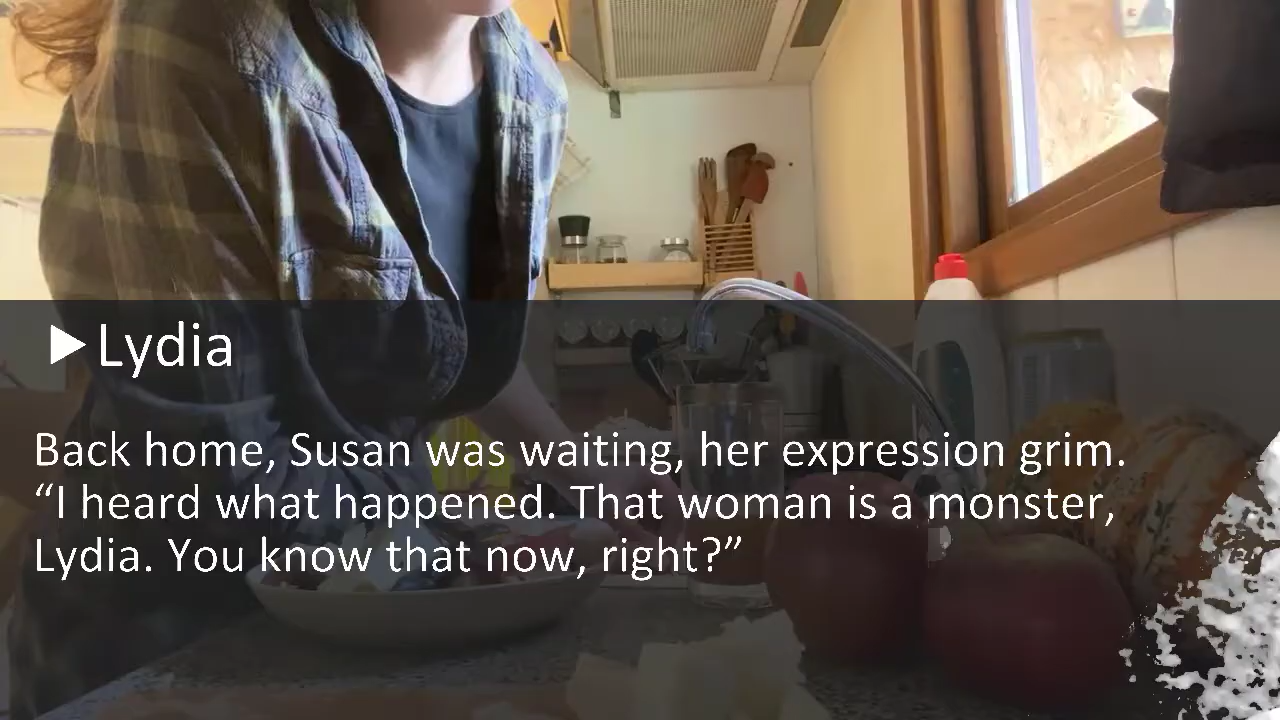 ▶Lydia
Back home, Susan was waiting, her expression grim.
“I heard what happened. That woman is a monster,
Lydia. You know that now, right?”